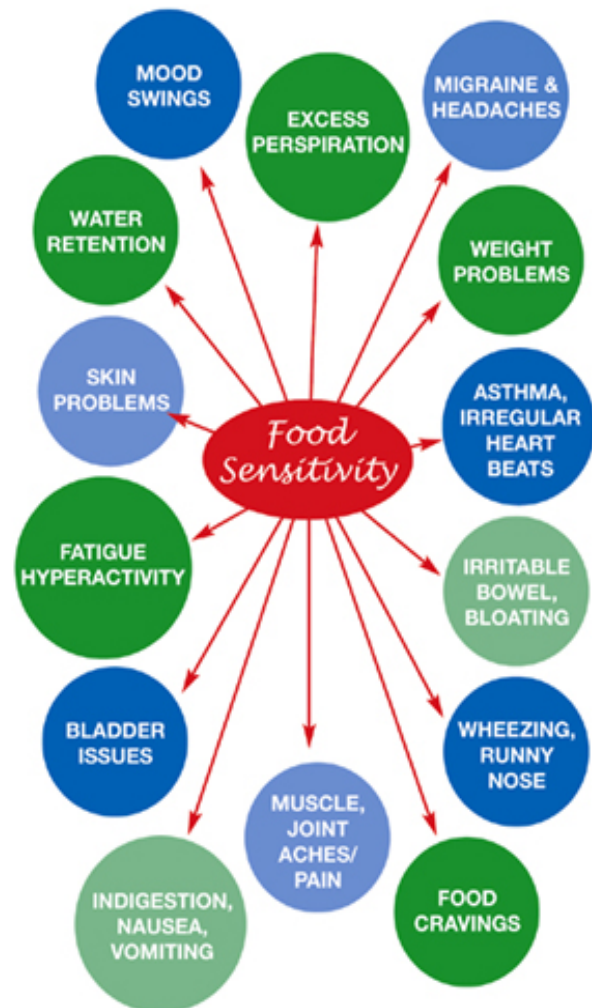 MOOD
SWINGS
EXCESS
PERSPIRATION
MIGRAINE &
HEADACHES
WATER
RETENTION
WEIGHT
PROBLEMS
SKIN
PROBLEMS
Food
Sensitivity
ASTHMA,
IRREGULAR
HEART
BEATS
FATIGUE
HYPERACTIVITY
IRRITABLE
BOWEL,
BLOATING
BLADDER
ISSUES
WHEEZING,
RUNNY
NOSE
MUSCLE,
JOINT
ACHES/
PAIN
INDIGESTION,
NAUSEA,
VOMITING
FOOD
CRAVINGS